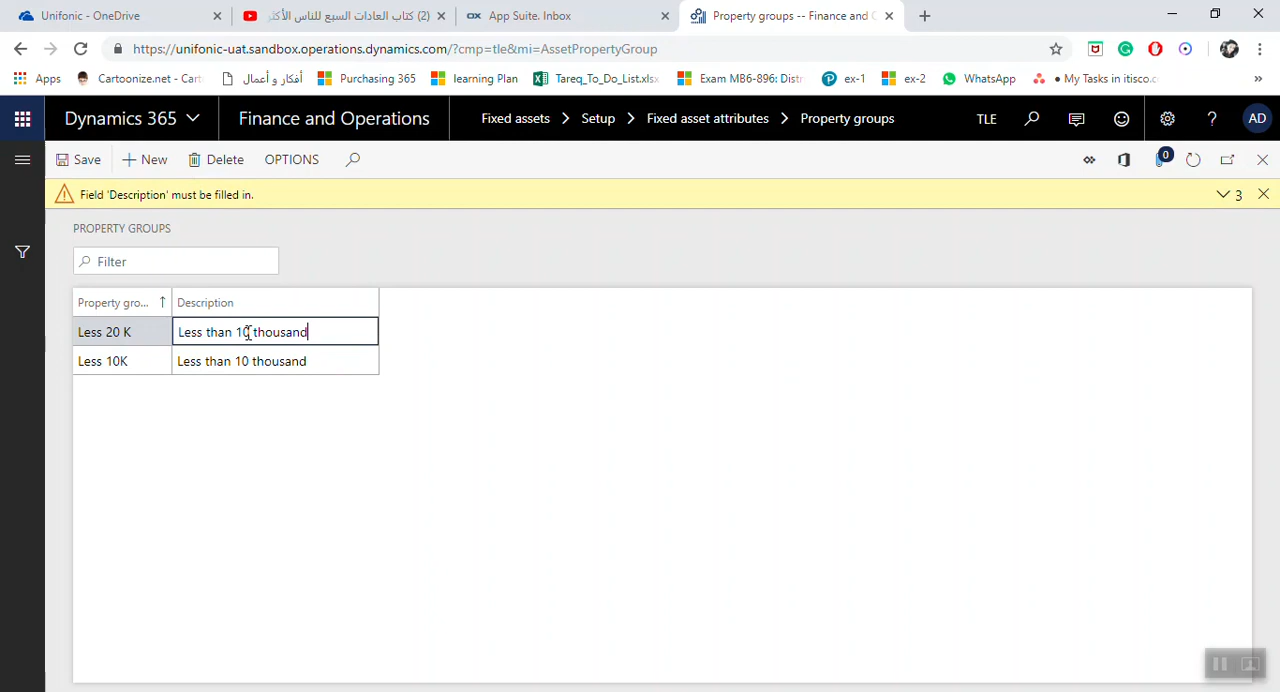 Unifonic - OneDrive
(2) كتاب العادات السبع للناس الأكثر
App Suite. Inbox
Property groups -- Finance and O
https://unifonic-uat.sandbox.operations.dynamics.com/?cmp=tle&mi=AssetPropertyGroup
Apps
Cartoonize.net - Cart
أفكار و أعمال
Purchasing 365
learning Plan
Tareq_To_Do_List.xlsx
Exam MB6-896: Distr
ex-1
ex-2
WhatsApp
• My Tasks in itisco.co
Dynamics 365
Finance and Operations
Fixed assets > Setup > Fixed asset attributes > Property groups
TLE
AD
Save
New
Delete
OPTIONS
0
Field 'Description' must be filled in.
3
PROPERTY GROUPS
Filter
Property gro... Description
Less 20 K Less than 10 thousand
Less 10K Less than 10 thousand